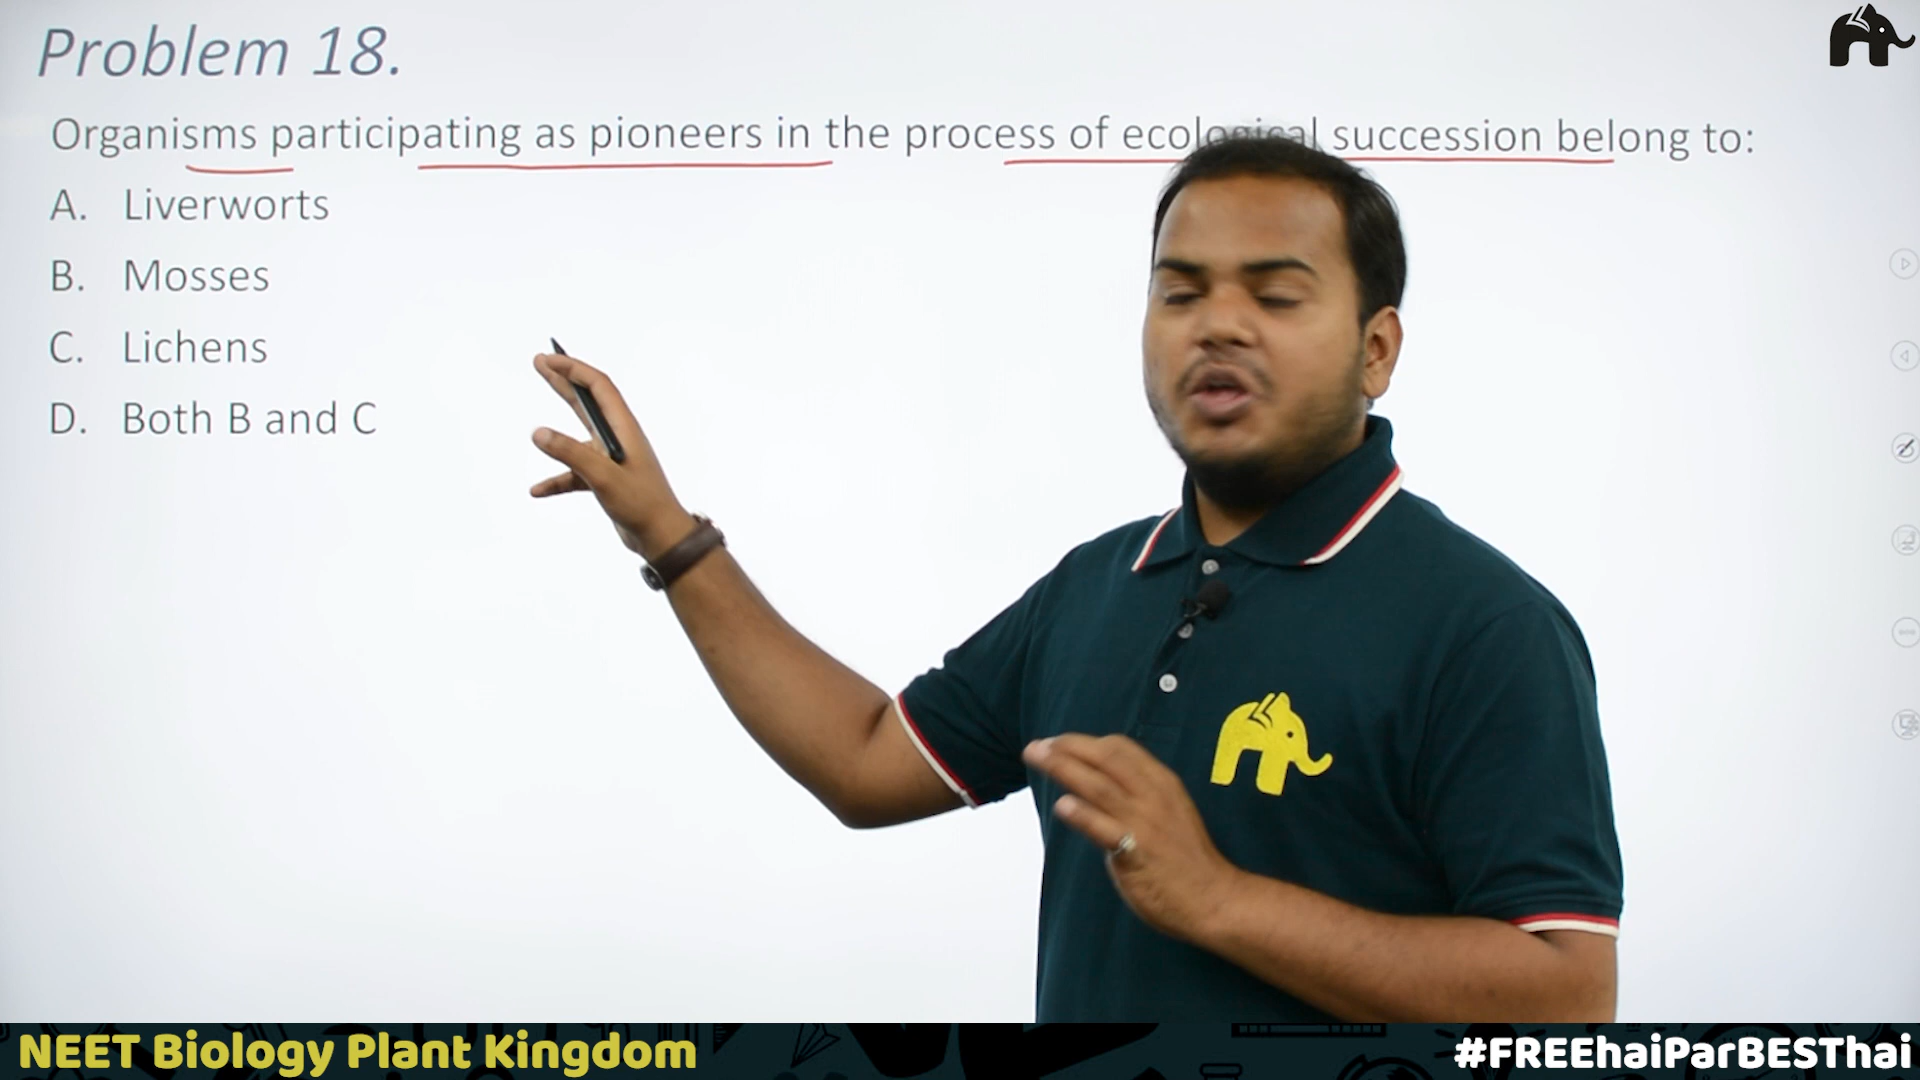 Problem 18.
Organisms participating as pioneers in the process of ecological succession belong to:
A. Liverworts
B. Mosses
C. Lichens
D. Both B and C
NEET Biology Plant Kingdom
#FREEhaiParBESThai